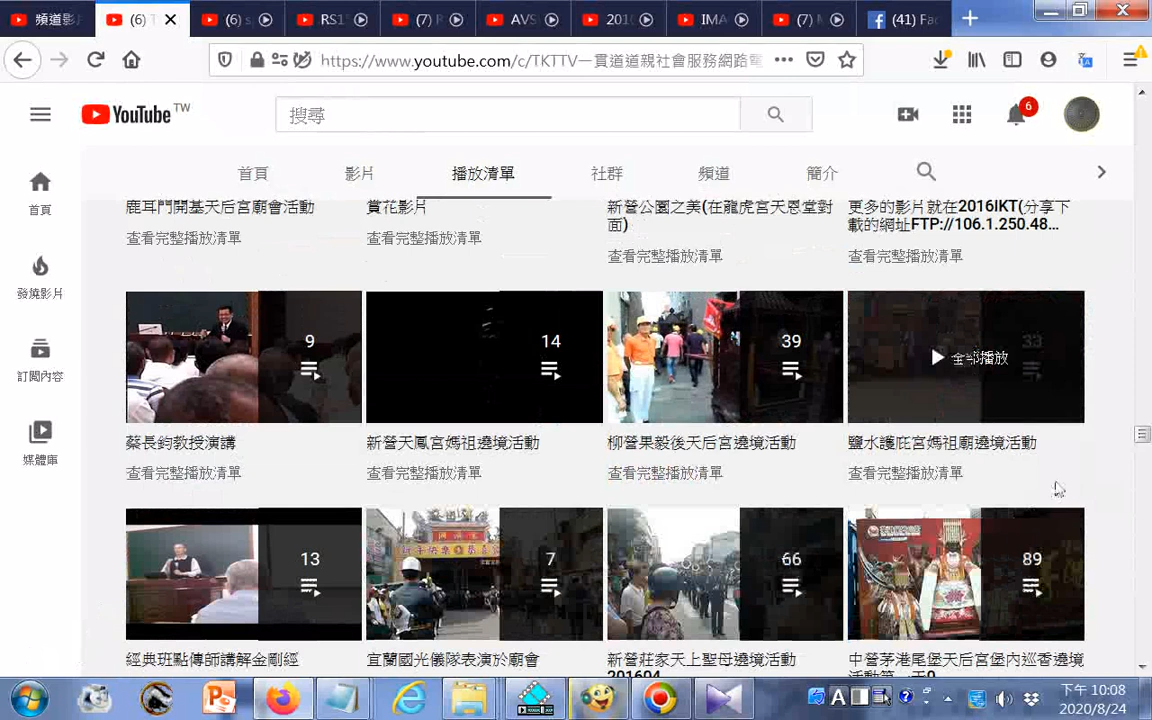 頻道影
(6) T
(6) s
RS1
(7) F
AVS
201
IMA
(7) M
(41) Fac
https://www.youtube.com/c/TKTTV一貫道道親社會服務網路電
YouTube TW
搜尋
6
首頁 影片 播放清單 社群 頻道 簡介
首頁
發燒影片
訂閱內容
媒體庫
鹿耳門開基天后宮廟會活動
查看完整播放清單
賞花影片
查看完整播放清單
新營公園之美(在龍虎宮天恩堂對
面)
查看完整播放清單
更多的影片就在2016IKT(分享下
載的網址FTP://106.1.250.48...
查看完整播放清單
9
蔡長鈞教授演講
查看完整播放清單
14
新營天鳳宮媽祖遶境活動
查看完整播放清單
39
柳營果毅後天后宮遶境活動
查看完整播放清單
33
全部播放
鹽水護庇宮媽祖廟遶境活動
查看完整播放清單
13
經典班點傳師講解金剛經
7
宜蘭國光儀隊表演於廟會
66
新營莊家天上聖母遶境活動
201604
89
中營茅港尾堡天后宮堡內巡香遶境
活動第一天0
下午 10:08
2020/8/24